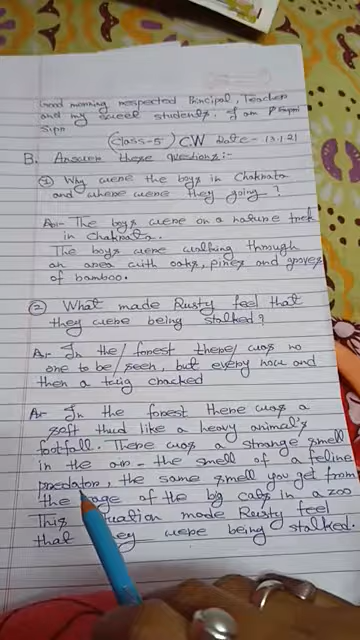 Good morning respected Principal, Teacher
and my sweet students. I am
(Class-5) CW Date - 13.1.21
B. Answer these questions:-
① Why were the boys in Chakrata
and where were they going?
Ans- The boys were on a nature trek
in Chakrata.
The boys were walking through
an area with oaks, pines and groves
of bamboo.
② What made Rusty feel that
they were being stalked?
An- In the/forest there/was no
one to be/seen, but every now and
then a twig cracked
An- In the forest there was a
soft thud like a heavy animal's
footfall. There was a strange smell
in the air - the smell of a feline
predator, the same smell you get from
the cage of the big cats in a zoo
This situation made Rusty feel
that they were being stalked.